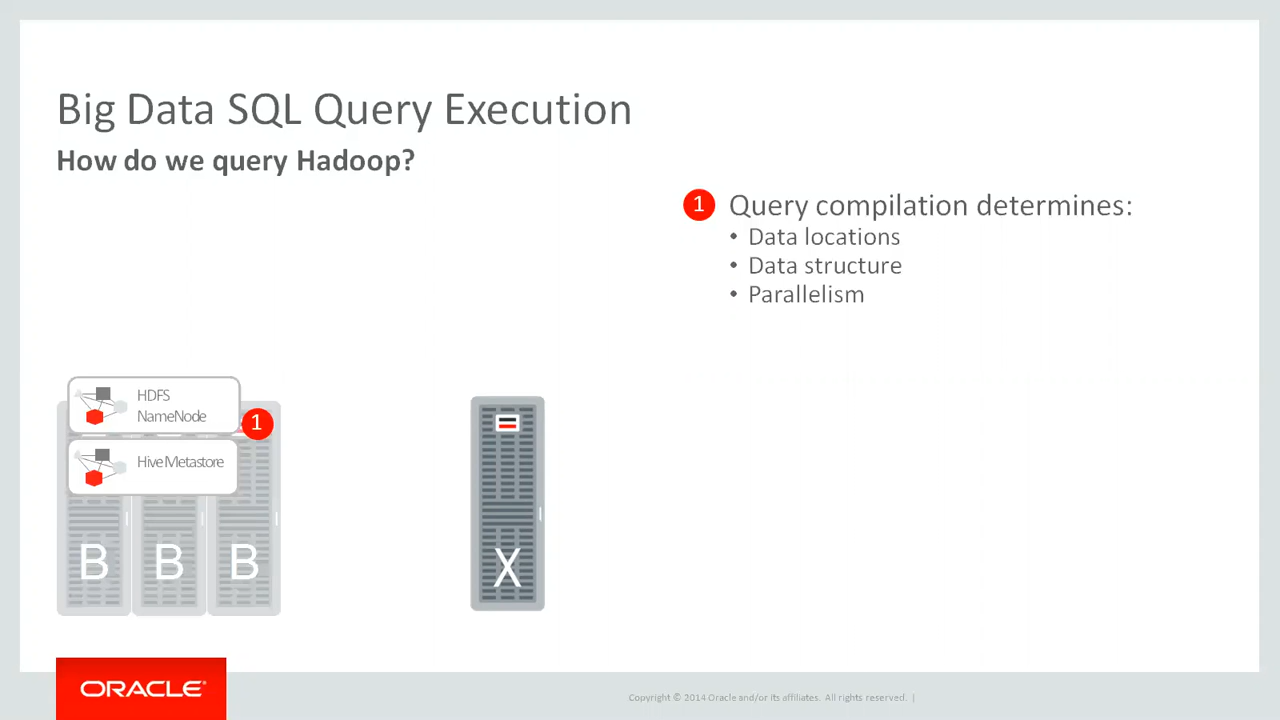 Big Data SQL Query Execution
How do we query Hadoop?
1 Query compilation determines:
• Data locations
• Data structure
• Parallelism
HDFS
NameNode
1
Hive Metastore
B B B
X
ORACLE®
Copyright © 2014 Oracle and/or its affiliates. All rights reserved. |